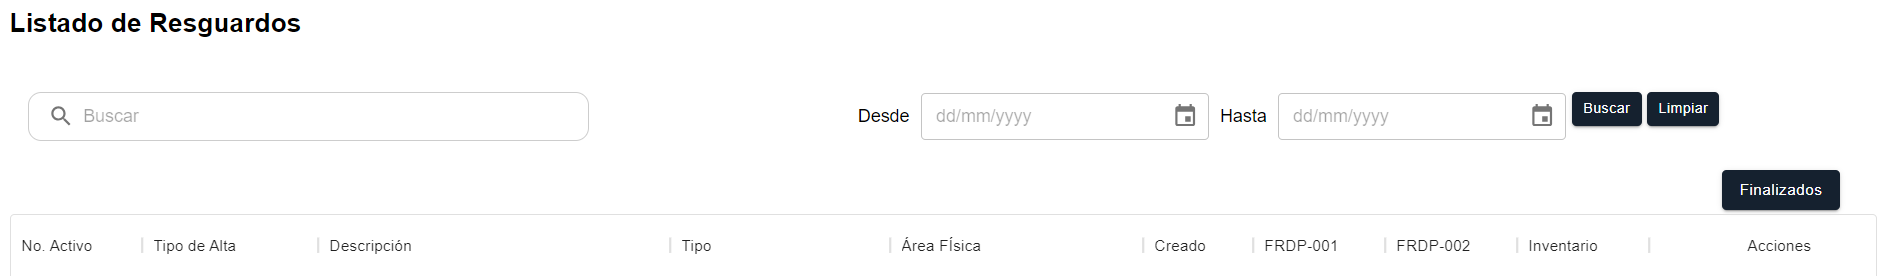 Listado de Resguardos
Buscar Desde dd/mm/yyyy Hasta dd/mm/yyyy Buscar Limpiar
Finalizados
No. Activo Tipo de Alta Descripción Tipo Área FÍsica Creado FRDP-001 FRDP-002 Inventario Acciones